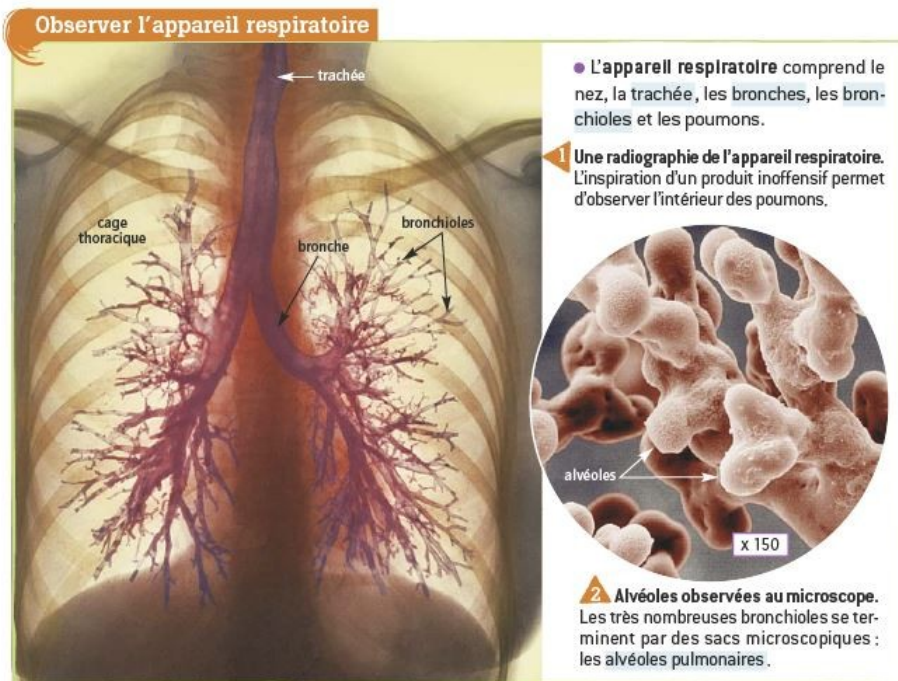 Observer l'appareil respiratoire
trachée
cage
thoracique
bronche
bronchioles
● L'appareil respiratoire comprend le
nez, la trachée, les bronches, les bron-
chioles et les poumons.
1 Une radiographie de l'appareil respiratoire.
L'inspiration d'un produit inoffensif permet
d'observer l'intérieur des poumons.
alvéoles
x 150
2 Alvéoles observées au microscope.
Les très nombreuses bronchioles se ter-
minent par des sacs microscopiques :
les alvéoles pulmonaires.